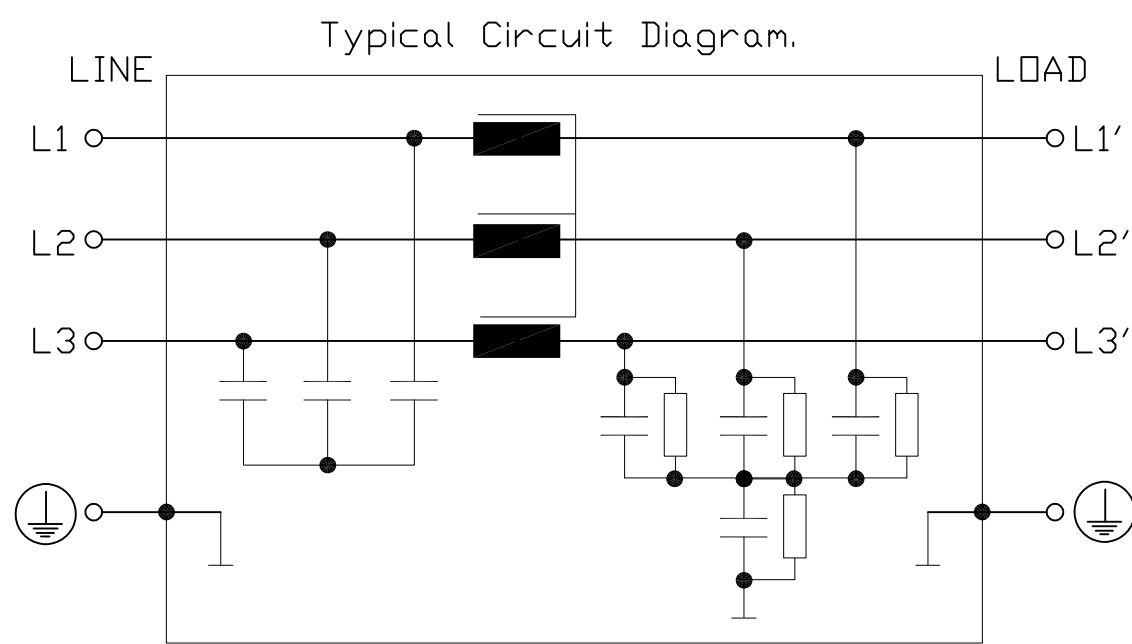 Typical Circuit Diagram.
LINE
LOAD
L1
L1'
L2
L2'
L3
L3'